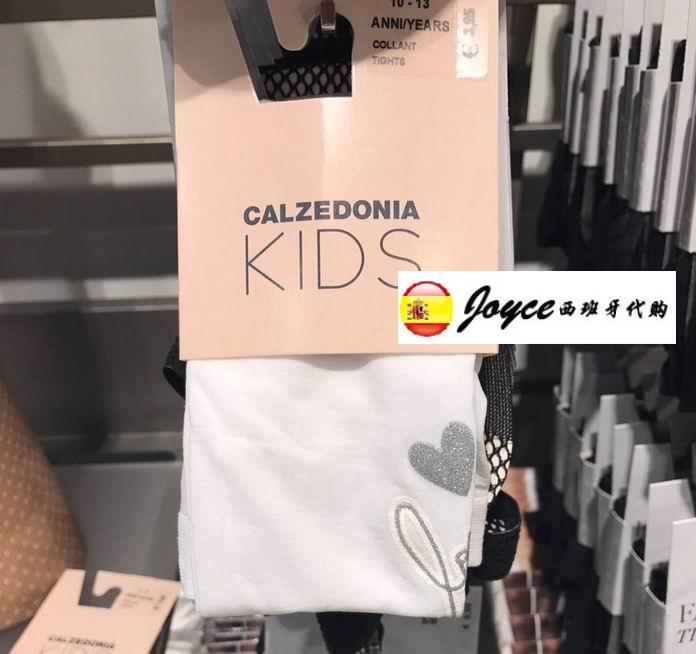 10 - 13
ANNI/YEARS
COLLANT
TIGHTS
CALZEDONIA
KIDS
Joyce西班牙代购
CALZEDONIA